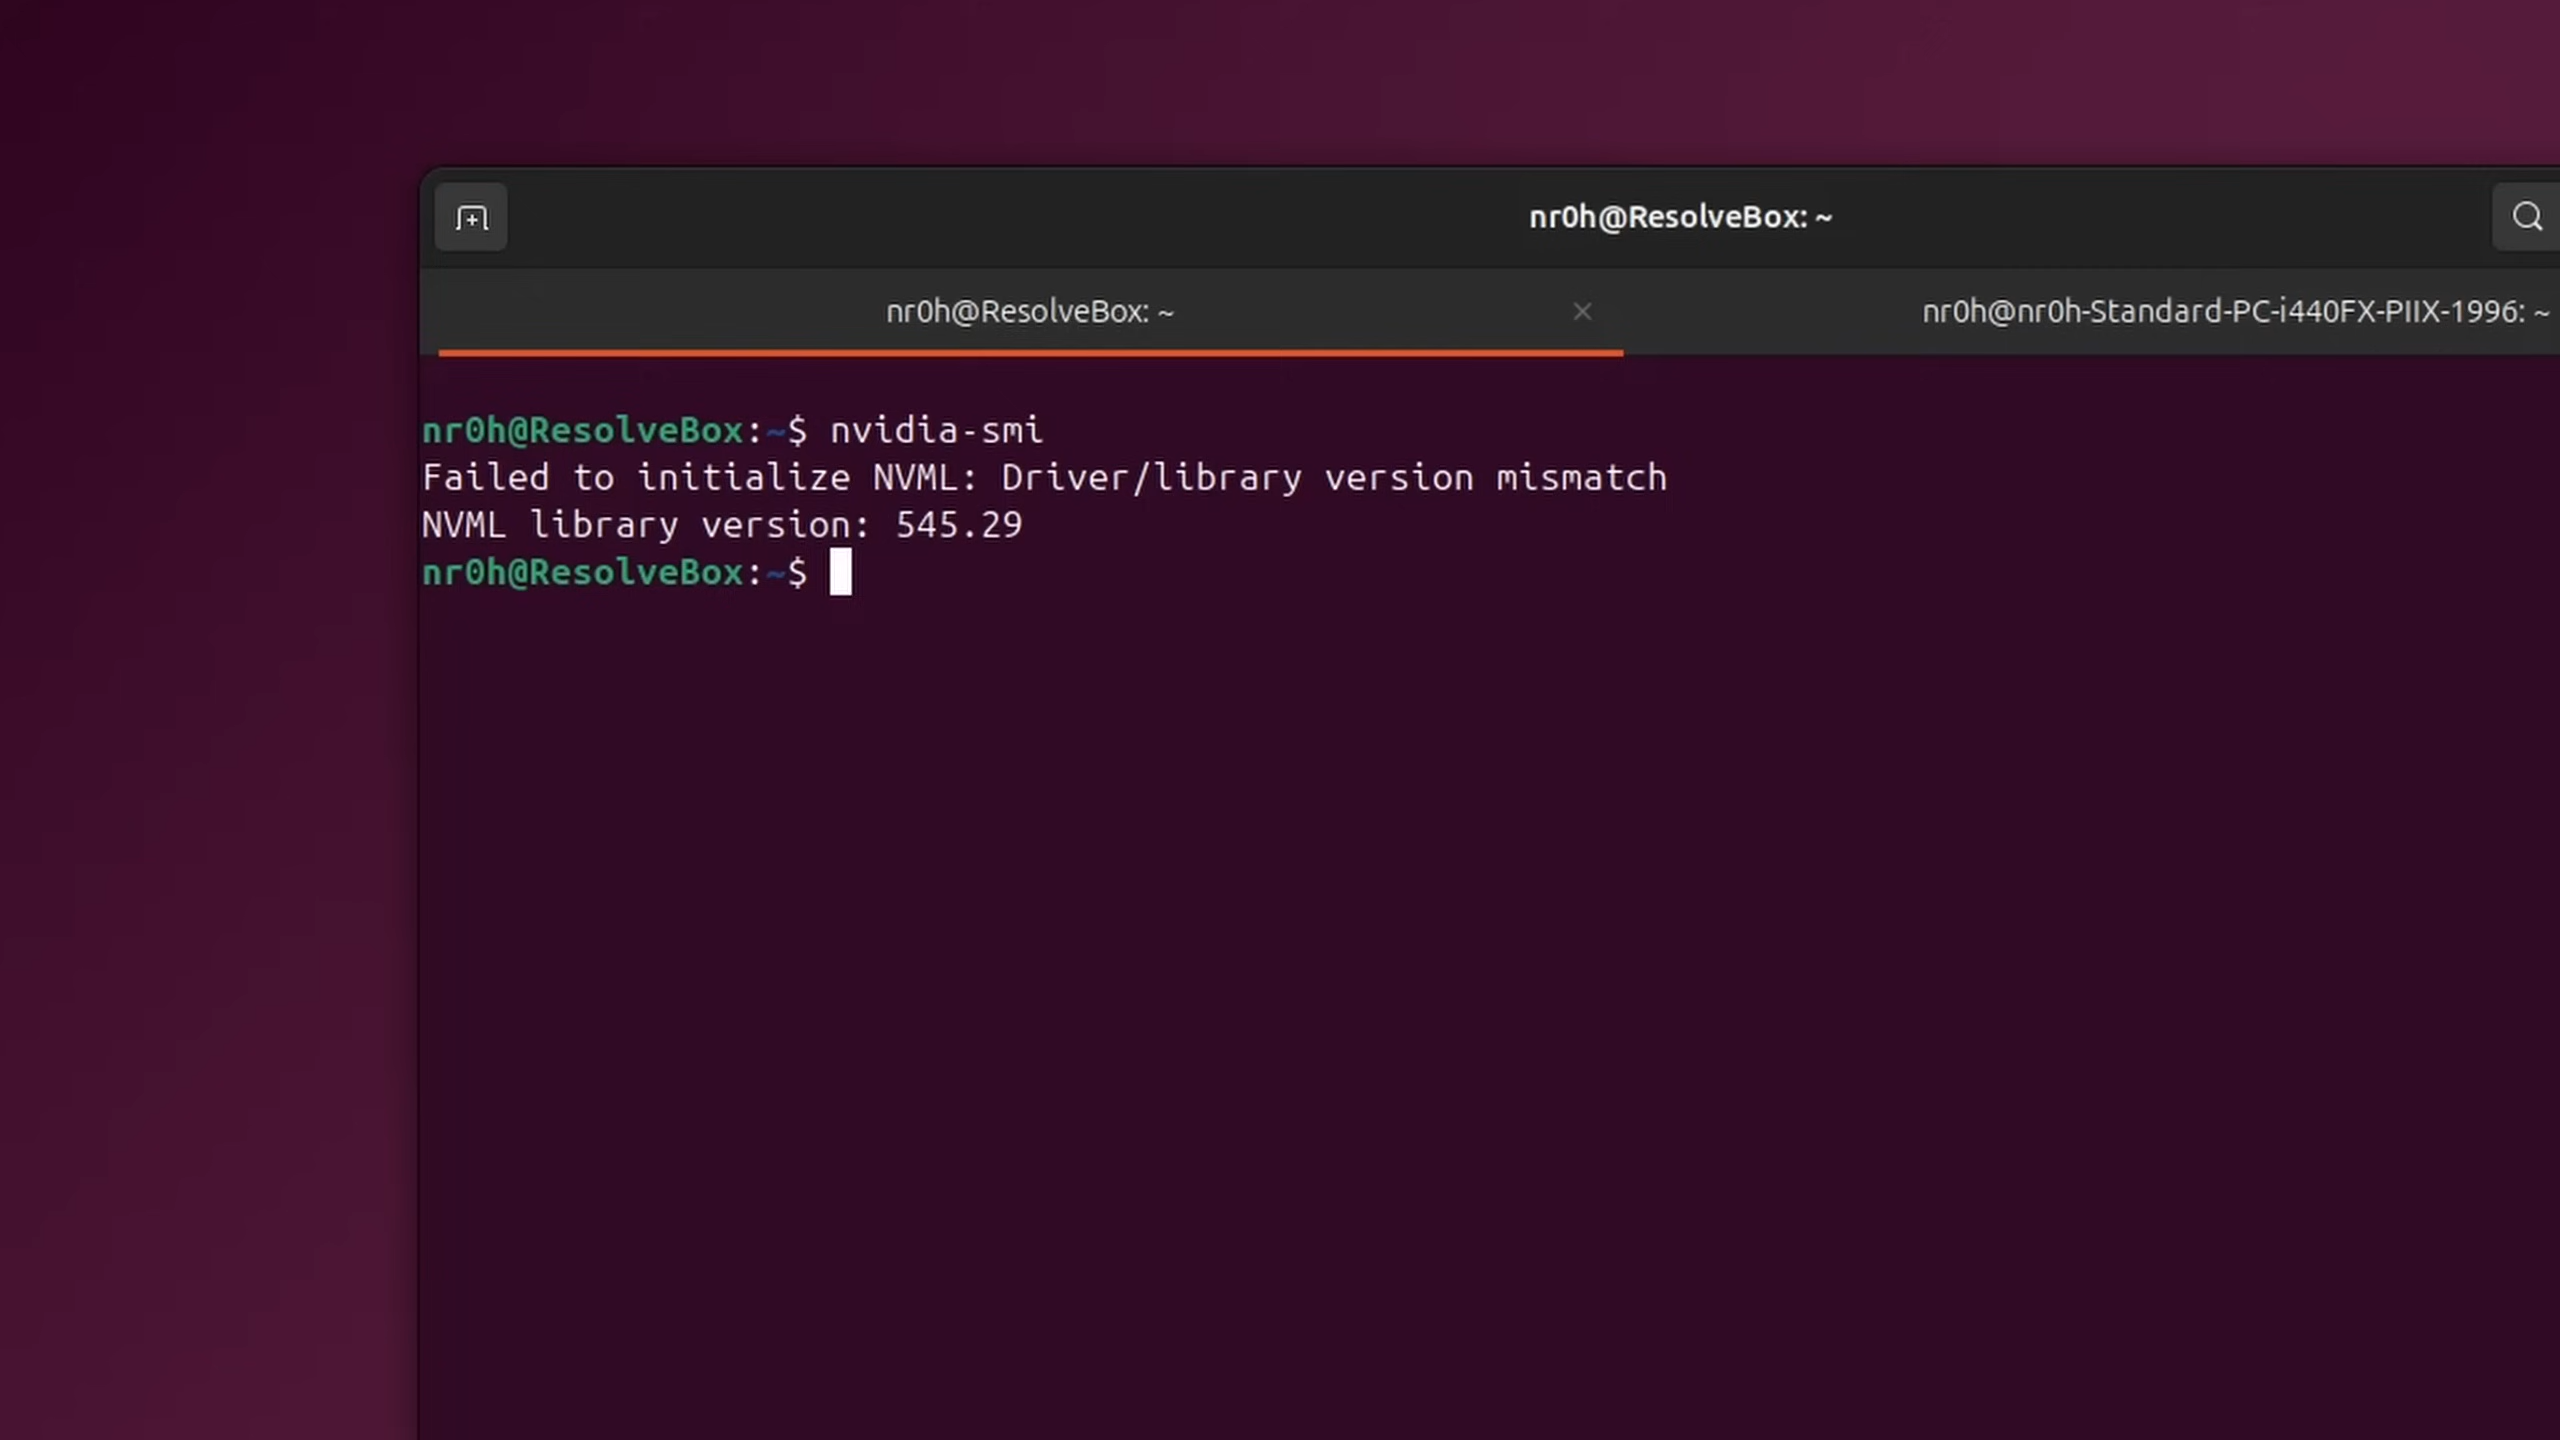 nr0h@ResolveBox: ~
nr0h@ResolveBox: ~
nr0h@nr0h-Standard-PC-i440FX-PIIX-1996: ~
nr0h@ResolveBox:~$ nvidia-smi
Failed to initialize NVML: Driver/library version mismatch
NVML library version: 545.29
nr0h@ResolveBox:~$